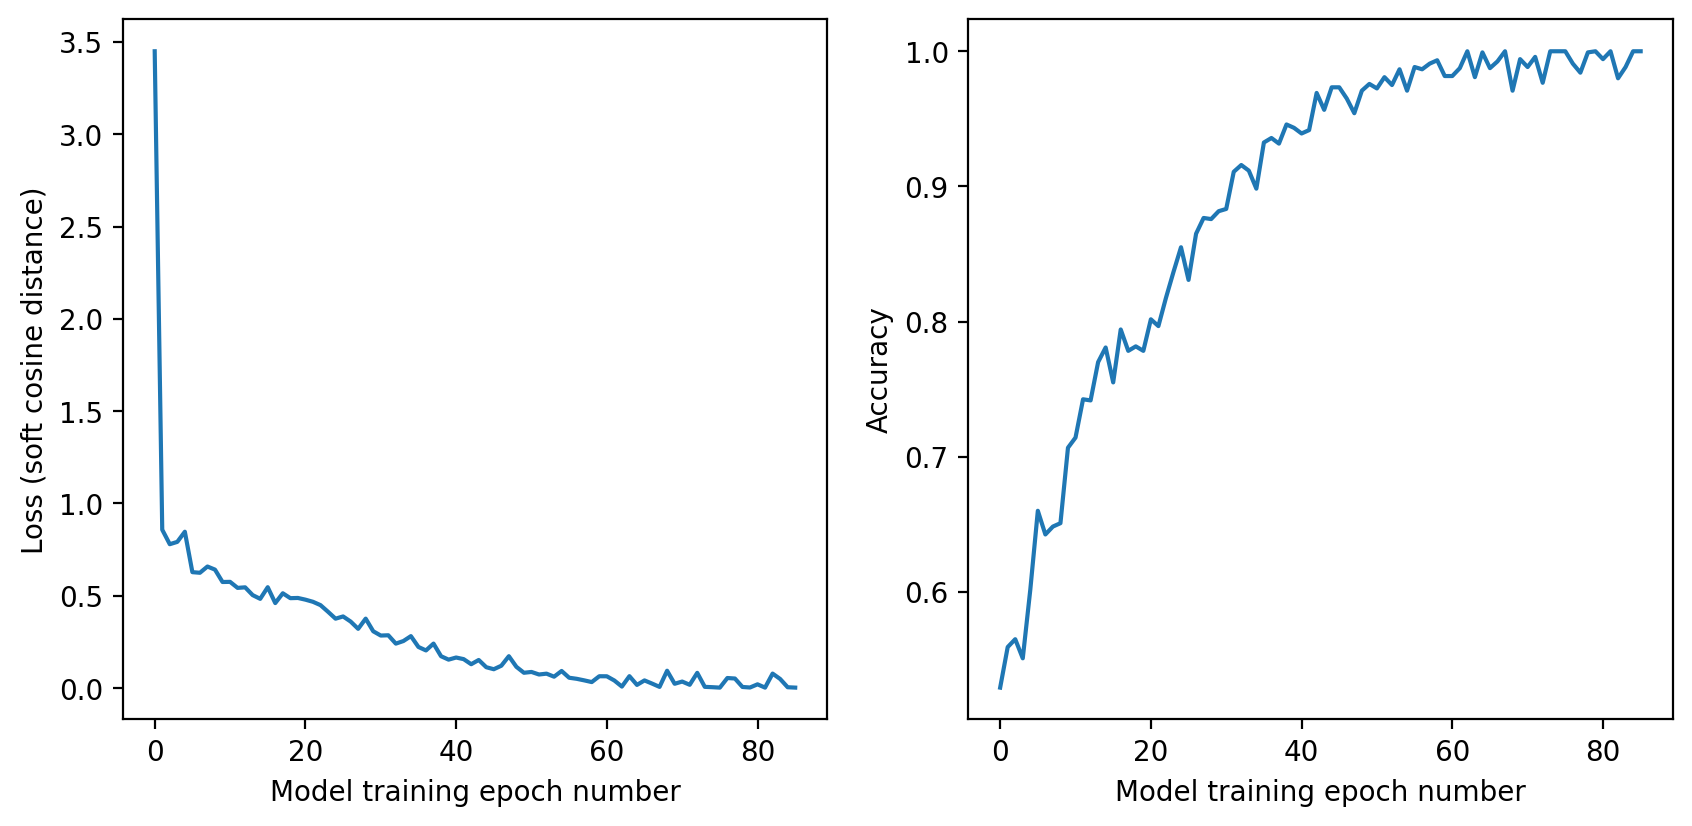 3.5
3.0
2.5
2.0
1.5
1.0
0.5
0.0
Loss (soft cosine distance)
0 20 40 60 80
Model training epoch number
1.0
0.9
0.8
0.7
0.6
Accuracy
0 20 40 60 80
Model training epoch number